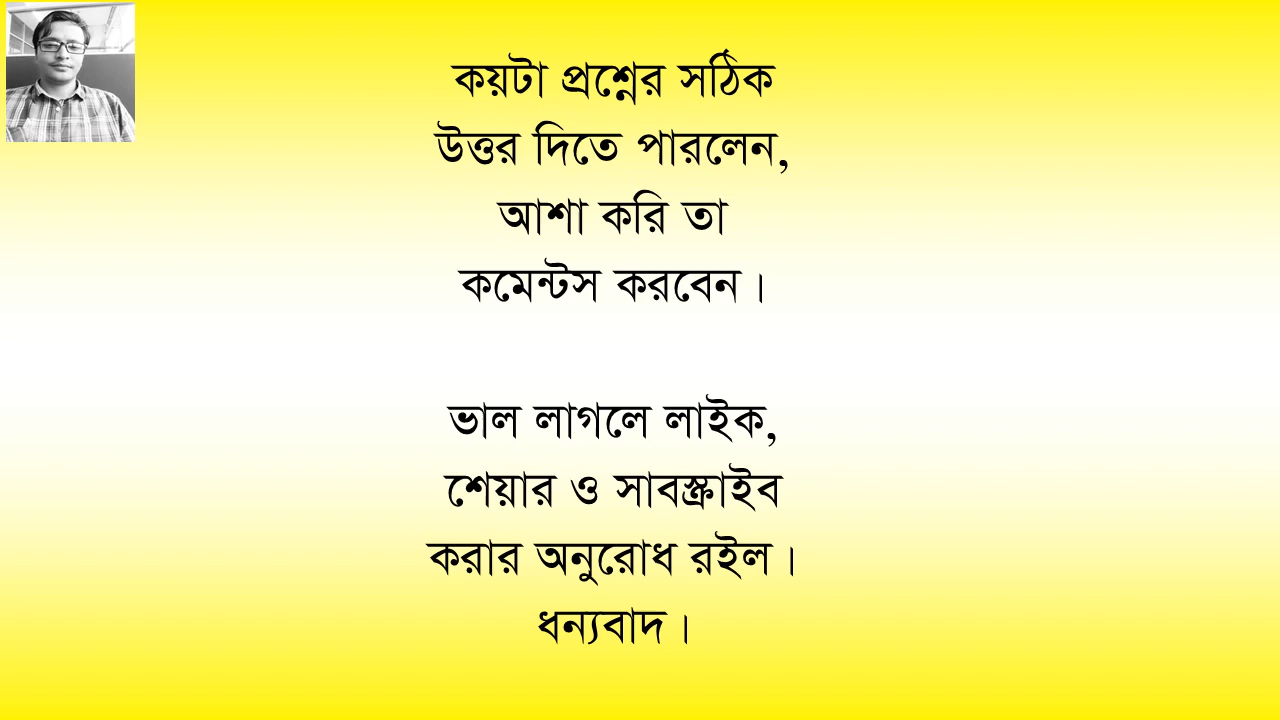 কয়টা প্রশ্নের সঠিক
উত্তর দিতে পারলেন,
আশা করি তা
কমেন্টস করবেন।
ভাল লাগলে লাইক,
শেয়ার ও সাবস্ক্রাইব
করার অনুরোধ রইল।
ধন্যবাদ।